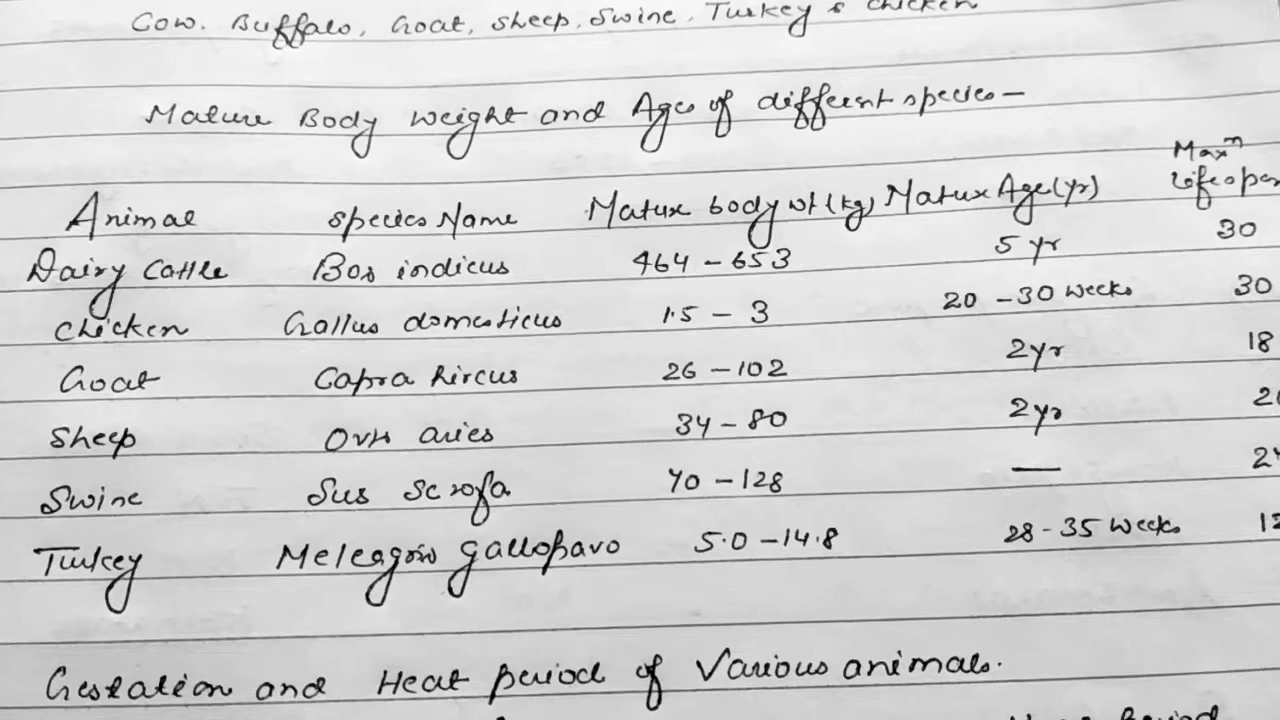 Cow. Buffalo, Goat, Sheep, Swine, Turkey & Chicken
Mature Body weight and Age of different species –
Animal Species Name Mature body wt (kg) Mature Age (yr) Maxm Lifespan
Dairy Cattle Bos indicus 464 – 653 5 yr 30
Chicken Gallus domesticus 1.5 – 3 20 – 30 weeks 30
Goat Capra hircus 26 – 102 2yr 18
Sheep Ovis aries 34 – 80 2yr
Swine Sus Scrofa 70 – 128 —
Turkey Meleagris gallopavo 5.0 – 14.8 28 - 35 weeks
Gestation and Heat period of Various animals.
Period